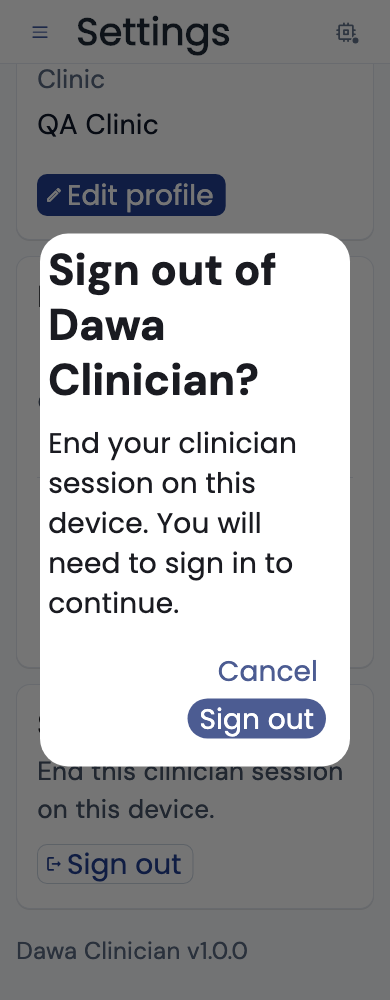 Settings
Clinic
QA Clinic
Edit profile
Sign out of
Dawa
Clinician?
End your clinician
session on this
device. You will
need to sign in to
continue.
Cancel
Sign out
End this clinician session
on this device.
Sign out
Dawa Clinician v1.0.0